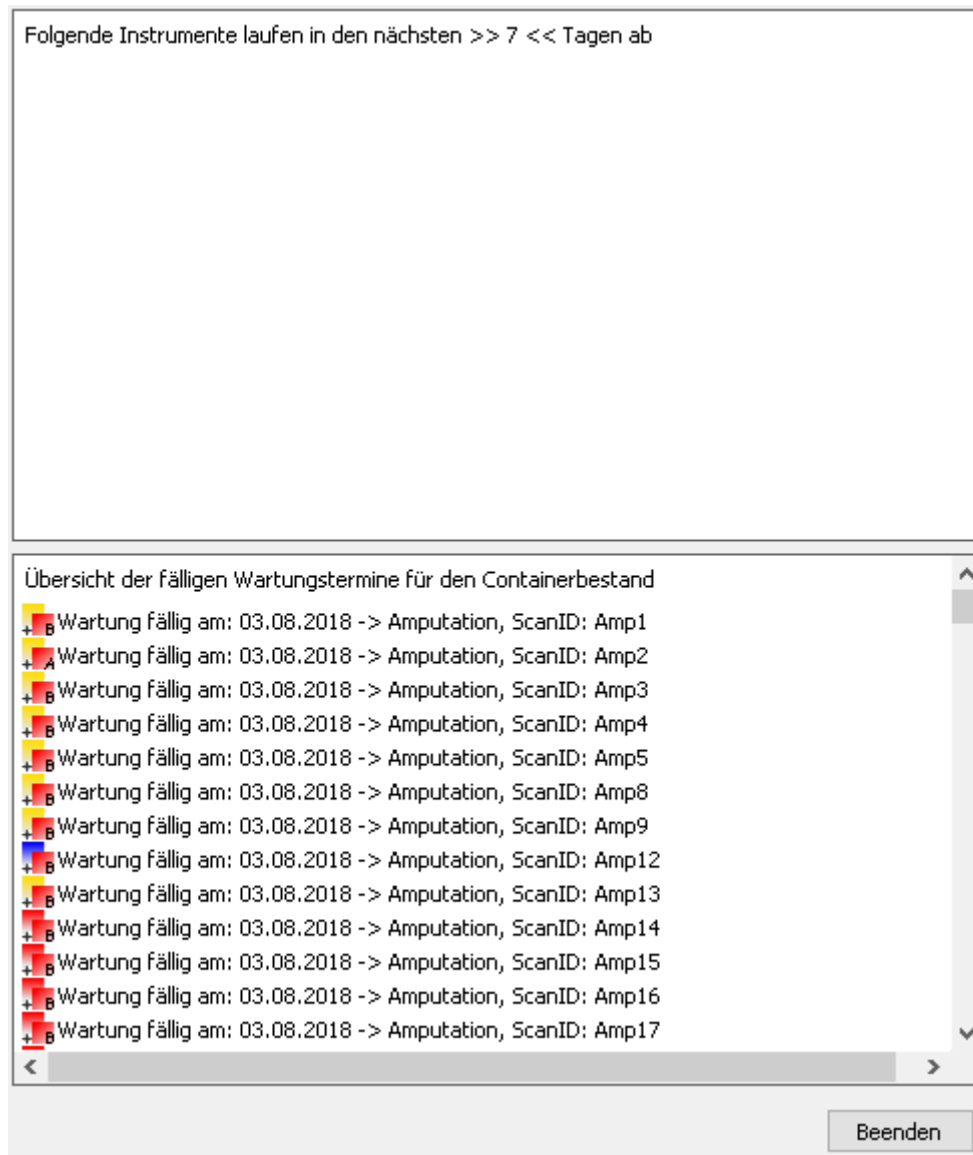 Folgende Instrumente laufen in den nächsten >> 7 << Tagen ab
Übersicht der fälligen Wartungstermine für den Containerbestand
+ B Wartung fällig am: 03.08.2018 -> Amputation, ScanID: Amp1
+ A Wartung fällig am: 03.08.2018 -> Amputation, ScanID: Amp2
+ B Wartung fällig am: 03.08.2018 -> Amputation, ScanID: Amp3
+ B Wartung fällig am: 03.08.2018 -> Amputation, ScanID: Amp4
+ B Wartung fällig am: 03.08.2018 -> Amputation, ScanID: Amp5
+ B Wartung fällig am: 03.08.2018 -> Amputation, ScanID: Amp8
+ B Wartung fällig am: 03.08.2018 -> Amputation, ScanID: Amp9
+ B Wartung fällig am: 03.08.2018 -> Amputation, ScanID: Amp12
+ B Wartung fällig am: 03.08.2018 -> Amputation, ScanID: Amp13
+ B Wartung fällig am: 03.08.2018 -> Amputation, ScanID: Amp14
+ B Wartung fällig am: 03.08.2018 -> Amputation, ScanID: Amp15
+ B Wartung fällig am: 03.08.2018 -> Amputation, ScanID: Amp16
+ B Wartung fällig am: 03.08.2018 -> Amputation, ScanID: Amp17
Beenden